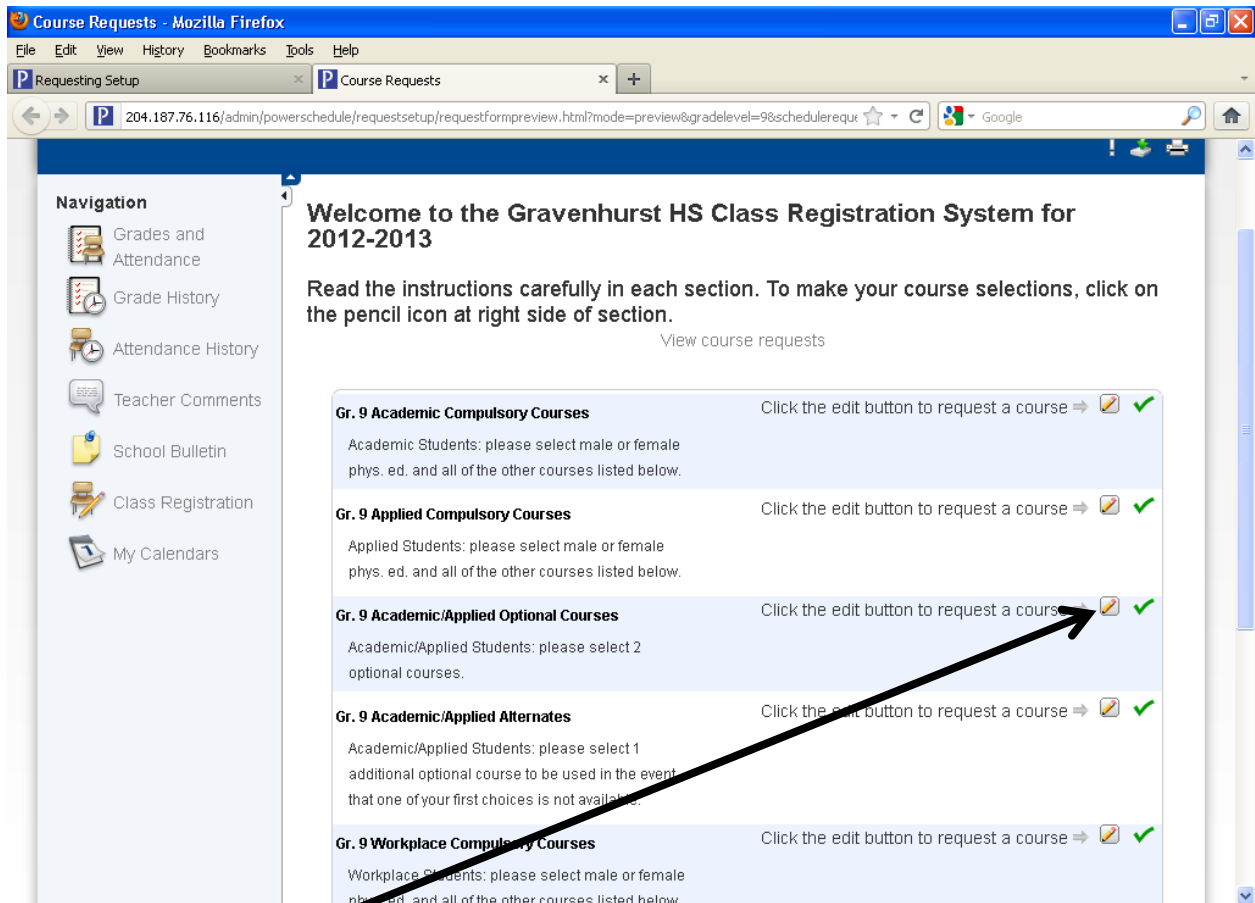 Course Requests - Mozilla Firefox
File Edit View History Bookmarks Tools Help
Requesting Setup
Course Requests
204.187.76.116/admin/powerschedule/requestsetup/requestformpreview.html?mode=preview&gradelevel=9&schedulereque
Google
Navigation
Grades and
Attendance
Grade History
Attendance History
Teacher Comments
School Bulletin
Class Registration
My Calendars
Welcome to the Gravenhurst HS Class Registration System for
2012-2013
Read the instructions carefully in each section. To make your course selections, click on
the pencil icon at right side of section.
View course requests
Gr. 9 Academic Compulsory Courses
Click the edit button to request a course
Academic Students: please select male or female
phys. ed. and all of the other courses listed below.
Gr. 9 Applied Compulsory Courses
Click the edit button to request a course
Applied Students: please select male or female
phys. ed. and all of the other courses listed below.
Gr. 9 Academic/Applied Optional Courses
Click the edit button to request a course
Academic/Applied Students: please select 2
optional courses.
Gr. 9 Academic/Applied Alternates
Click the edit button to request a course
Academic/Applied Students: please select 1
additional optional course to be used in the event
that one of your first choices is not available.
Gr. 9 Workplace Compulsory Courses
Click the edit button to request a course
Workplace Students: please select male or female
phys. ed. and all of the other courses listed below.